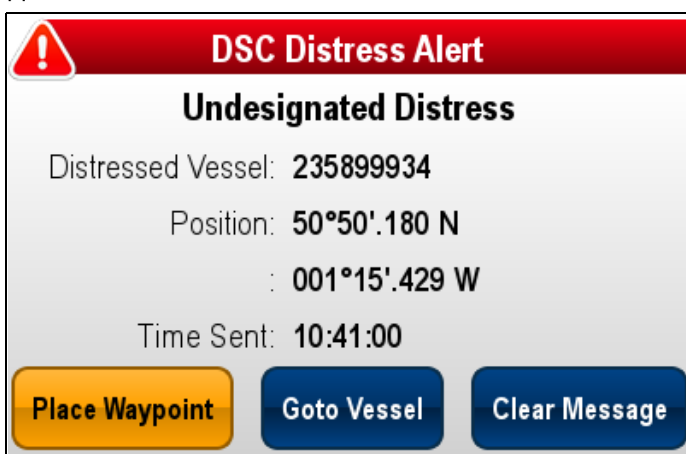 DSC Distress Alert
Undesignated Distress
Distressed Vessel: 235899934
Position: 50°50'.180 N
: 001°15'.429 W
Time Sent: 10:41:00
Place Waypoint Goto Vessel Clear Message